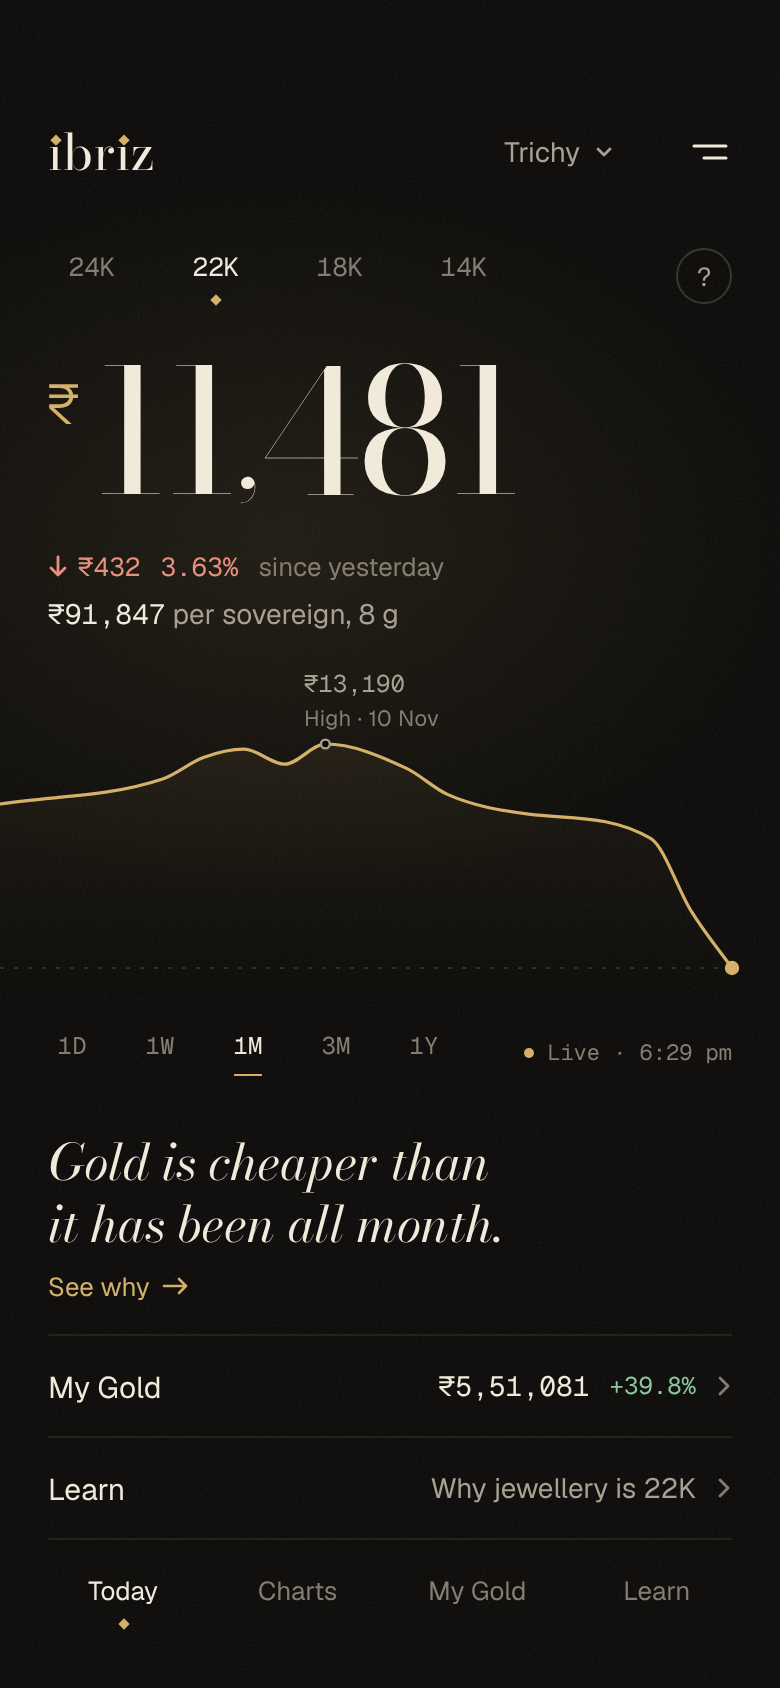 ibriz
Trichy
24K 22K 18K 14K ?
₹11,481
↓ ₹432 3.63% since yesterday
₹91,847 per sovereign, 8 g
₹13,190
High · 10 Nov
1D 1W 1M 3M 1Y Live · 6:29 pm
Gold is cheaper than
it has been all month.
See why →
My Gold ₹5,51,081 +39.8%
Learn Why jewellery is 22K
Today Charts My Gold Learn